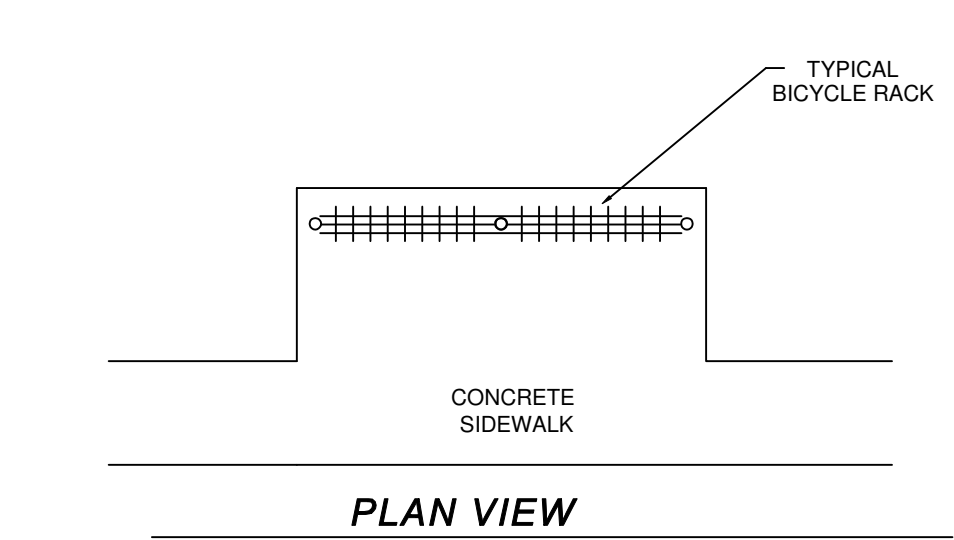 TYPICAL
BICYCLE RACK
CONCRETE
SIDEWALK
PLAN VIEW